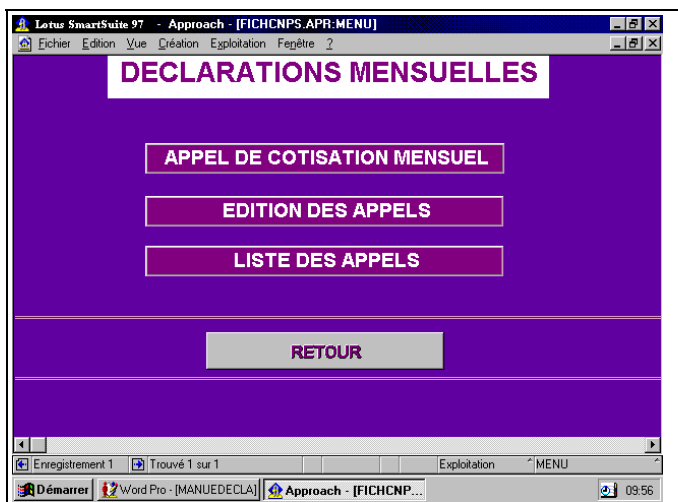 Lotus SmartSuite 97 - Approach - [FICHCNPS.APR:MENU]
Fichier Edition Vue Création Exploitation Fenêtre ?
DECLARATIONS MENSUELLES
APPEL DE COTISATION MENSUEL
EDITION DES APPELS
LISTE DES APPELS
RETOUR
Enregistrement 1 Trouvé 1 sur 1 Exploitation MENU
Démarrer Word Pro - [MANUEDECLA] Approach - [FICHCNP... 09:56